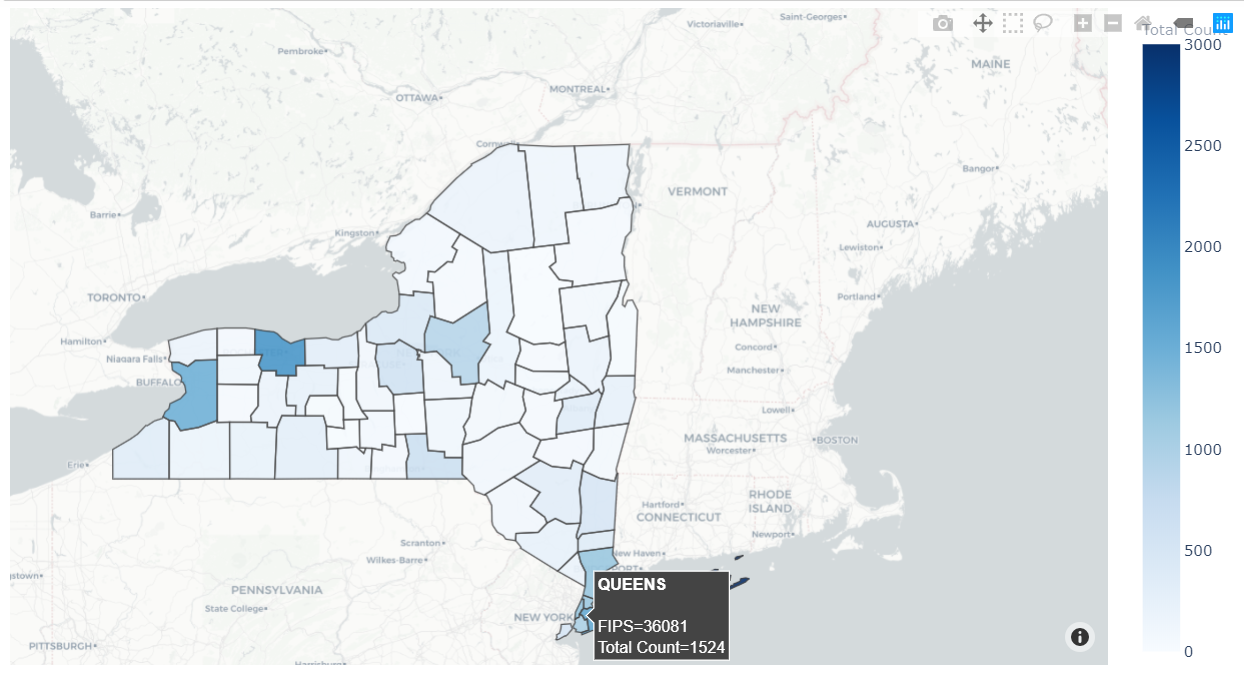 Victoriaville
Saint-Georges
Total Count
3000
Pembroke
MAINE
OTTAWA
MONTREAL
2500
Bangor
VERMONT
Barrie
AUGUSTA
Kingston
Lewiston
2000
TORONTO
Portland
NEW
HAMPSHIRE
Hamilton
Concord
1500
Niagara Falls
Manchester
BUFFALO
Lowell
MASSACHUSETTS
BOSTON
Worcester
1000
Erie
RHODE
ISLAND
Hartford
CONNECTICUT
Newport
Scranton
500
New Haven
Wilkes-Barre
PENNSYLVANIA
State College
QUEENS
NEW YORK
FIPS=36081
Total Count=1524
PITTSBURGH
0